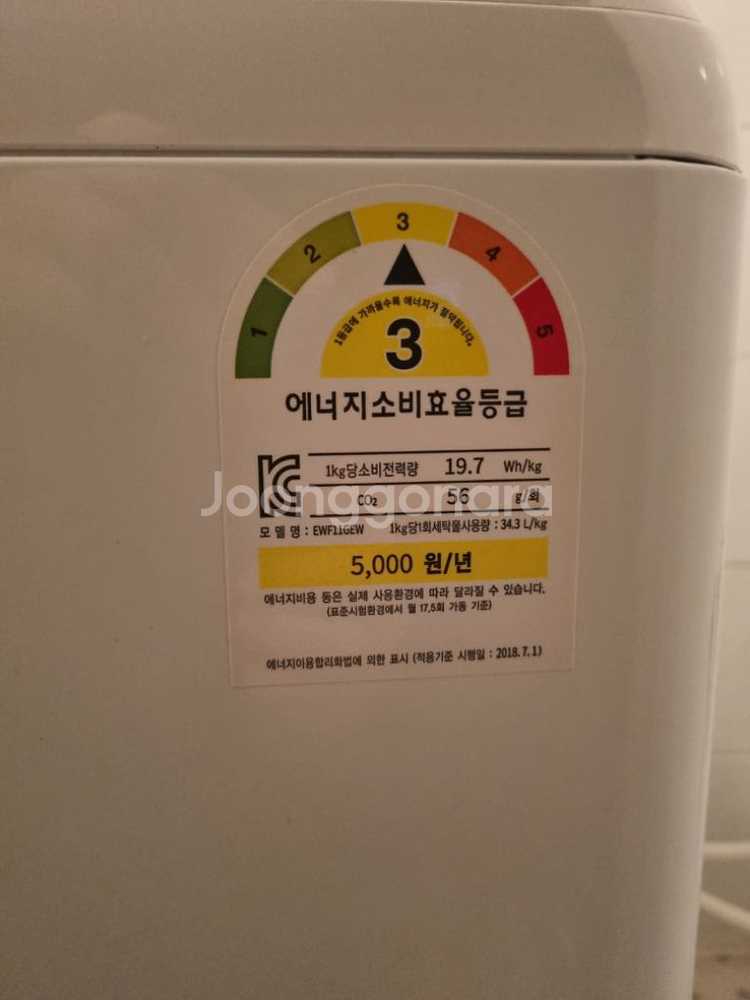 1 2 3 4 5
1등급에 가까울수록 에너지가 절약됩니다.
3
에너지소비효율등급
1kg당소비전력량 19.7 Wh/kg
CO₂ 56 g/회
Joonggonara
모 델 명 : EWF11GEW 1kg당1회세탁물사용량 : 34.3 L/kg
5,000 원/년
에너지비용 등은 실제 사용환경에 따라 달라질 수 있습니다.
(표준시험환경에서 월 17.5회 가동 기준)
에너지이용합리화법에 의한 표시 (적용기준 시행일 : 2018.7.1)